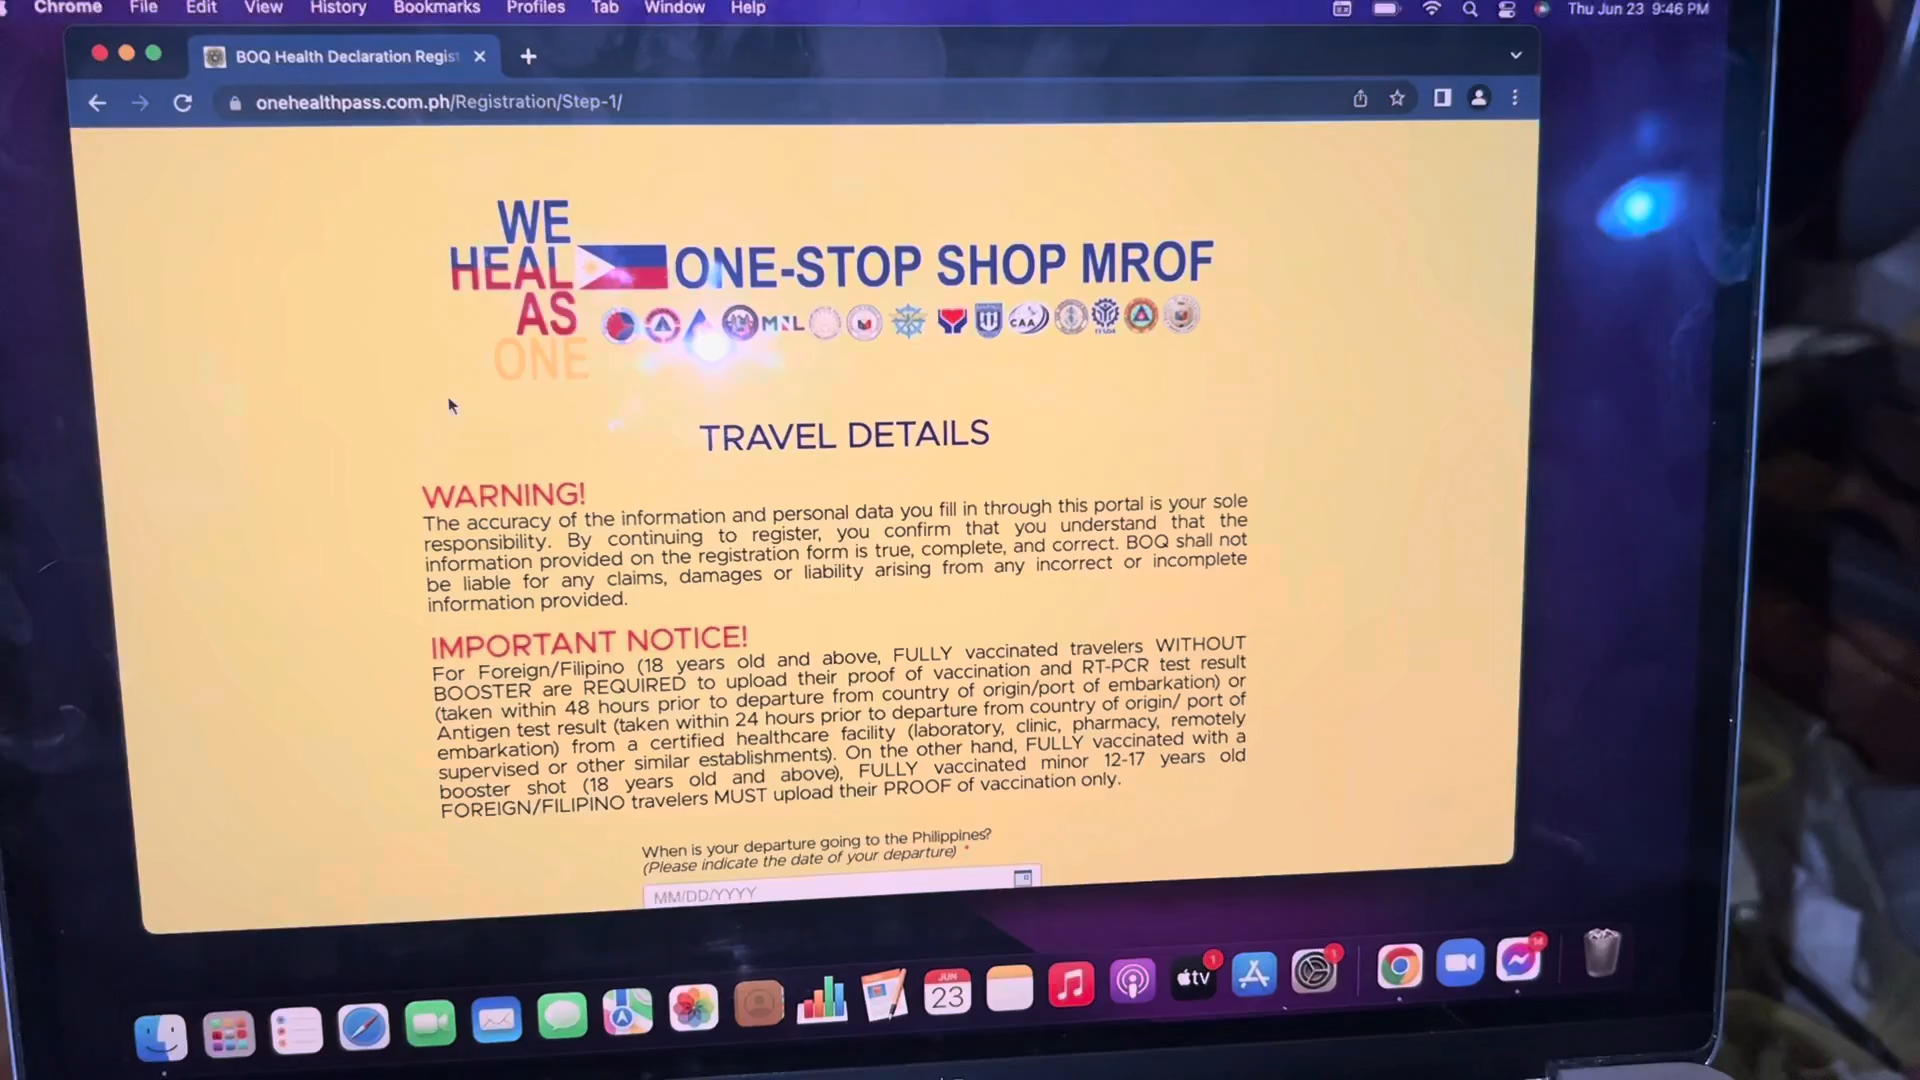 Chrome File Edit View History Bookmarks Profiles Tab Window Help Thu Jun 23 9:46 PM
BOQ Health Declaration Regist
onehealthpass.com.ph/Registration/Step-1/
WE
HEAL
AS
ONE
ONE-STOP SHOP MROF
MNL CAA
TRAVEL DETAILS
WARNING!
The accuracy of the information and personal data you fill in through this portal is your sole
responsibility. By continuing to register, you confirm that you understand that the
information provided on the registration form is true, complete, and correct. BOQ shall not
be liable for any claims, damages or liability arising from any incorrect or incomplete
information provided.
IMPORTANT NOTICE!
For Foreign/Filipino (18 years old and above, FULLY vaccinated travelers WITHOUT
BOOSTER are REQUIRED to upload their proof of vaccination and RT-PCR test result
(taken within 48 hours prior to departure from country of origin/port of embarkation) or
Antigen test result (taken within 24 hours prior to departure from country of origin/ port of
embarkation) from a certified healthcare facility (laboratory, clinic, pharmacy, remotely
supervised or other similar establishments). On the other hand, FULLY vaccinated with a
booster shot (18 years old and above), FULLY vaccinated minor 12-17 years old
FOREIGN/FILIPINO travelers MUST upload their PROOF of vaccination only.
When is your departure going to the Philippines?
(Please indicate the date of your departure) *
MM/DD/YYYY
JUN
23
tv
1
1
14